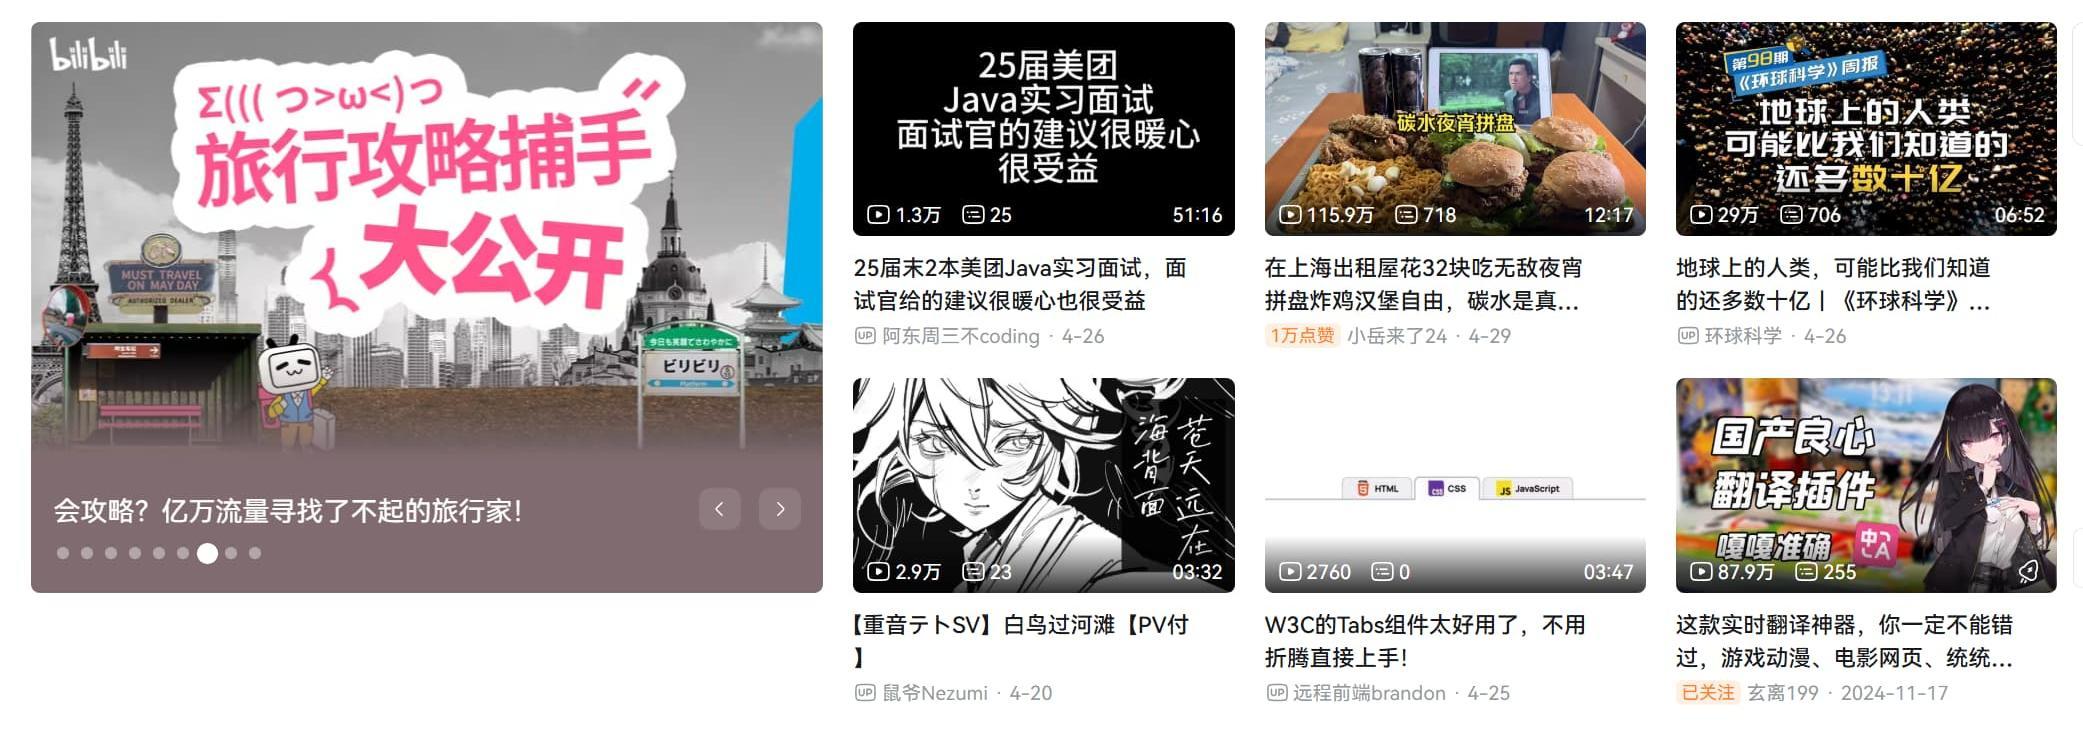 bilibili
Σ((( つ>ω<)つ
旅行攻略捕手
大公开
MUST TRAVEL
ON MAY DAY
AUTHORIZED DEALER
今日も笑顔でさわやかに
ビリビリ
Platform
会攻略？亿万流量寻找了不起的旅行家！
25届美团
Java实习面试
面试官的建议很暖心
很受益
1.3万 25 51:16
25届末2本美团Java实习面试，面
试官给的建议很暖心也很受益
UP 阿东周三不coding · 4-26
碳水夜宵拼盘
115.9万 718 12:17
在上海出租屋花32块吃无敌夜宵
拼盘炸鸡汉堡自由，碳水是真...
1万点赞 小岳来了24 · 4-29
第98期
《环球科学》周报
地球上的人类
可能比我们知道的
还多数十亿
29万 706 06:52
地球上的人类，可能比我们知道
的还多数十亿丨《环球科学》...
UP 环球科学 · 4-26
苍天远在
海背面
2.9万 23 03:32
【重音テトSV】白鸟过河滩【PV付
】
UP 鼠爷Nezumi · 4-20
HTML CSS JS JavaScript
2760 0 03:47
W3C的Tabs组件太好用了，不用
折腾直接上手！
UP 远程前端brandon · 4-25
国产良心
翻译插件
嘎嘎准确
中A
87.9万 255
这款实时翻译神器，你一定不能错
过，游戏动漫、电影网页、统统...
已关注 玄离199 · 2024-11-17